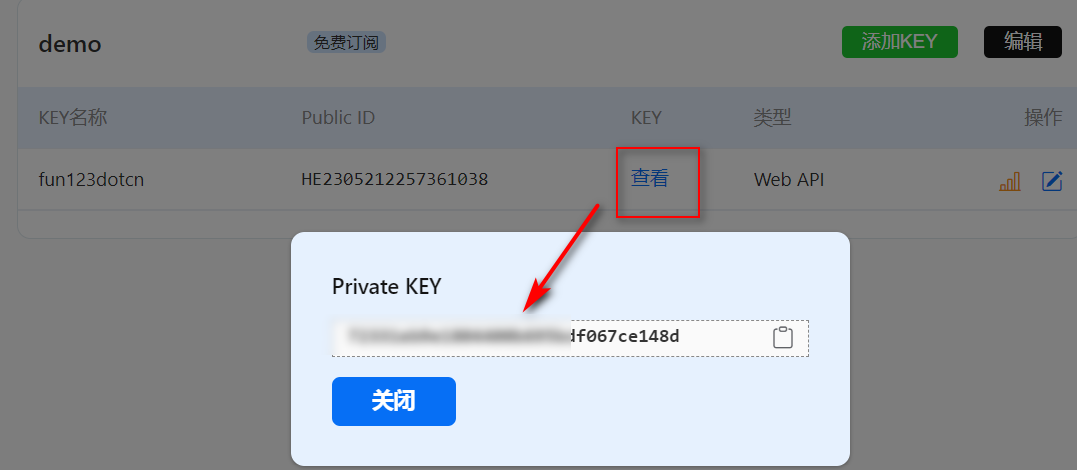 demo 免费订阅 添加KEY 编辑
KEY名称 Public ID KEY 类型 操作
fun123dotcn HE2305212257361038 查看 Web API
Private KEY
df067ce148d
关闭